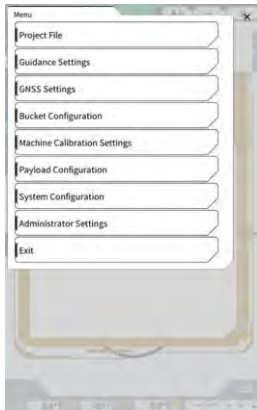 Menu
Project File
Guidance Settings
GNSS Settings
Bucket Configuration
Machine Calibration Settings
Payload Configuration
System Configuration
Administrator Settings
Exit